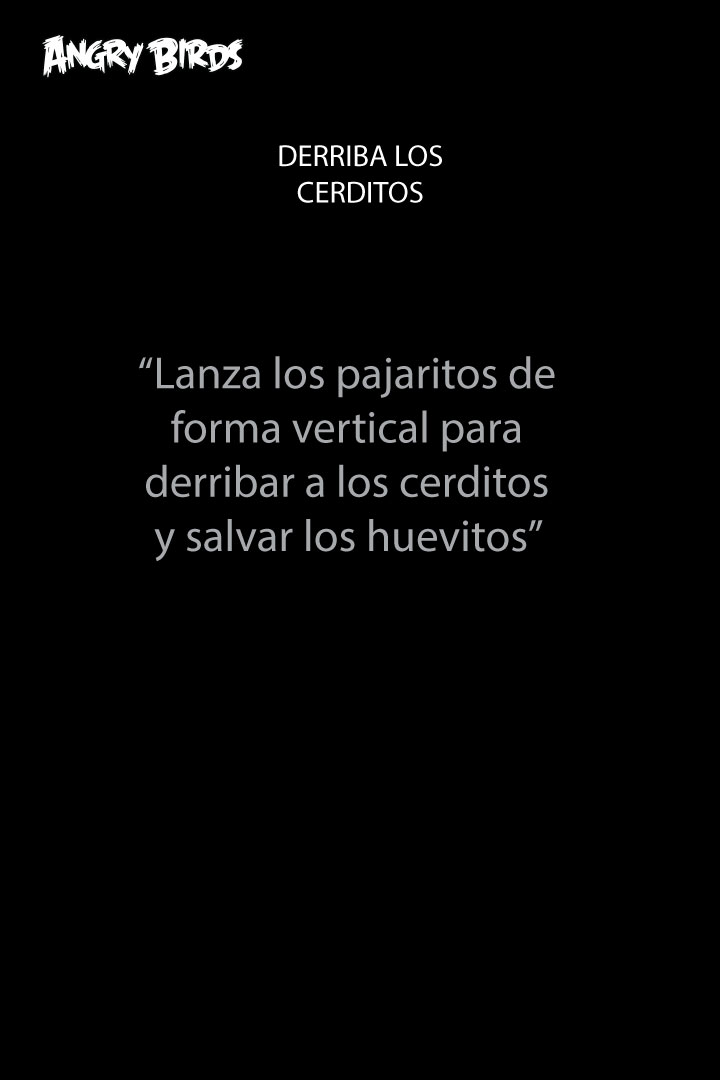 ANGRY BIRDS
DERRIBA LOS
CERDITOS
“Lanza los pajaritos de
forma vertical para
derribar a los cerditos
y salvar los huevitos”